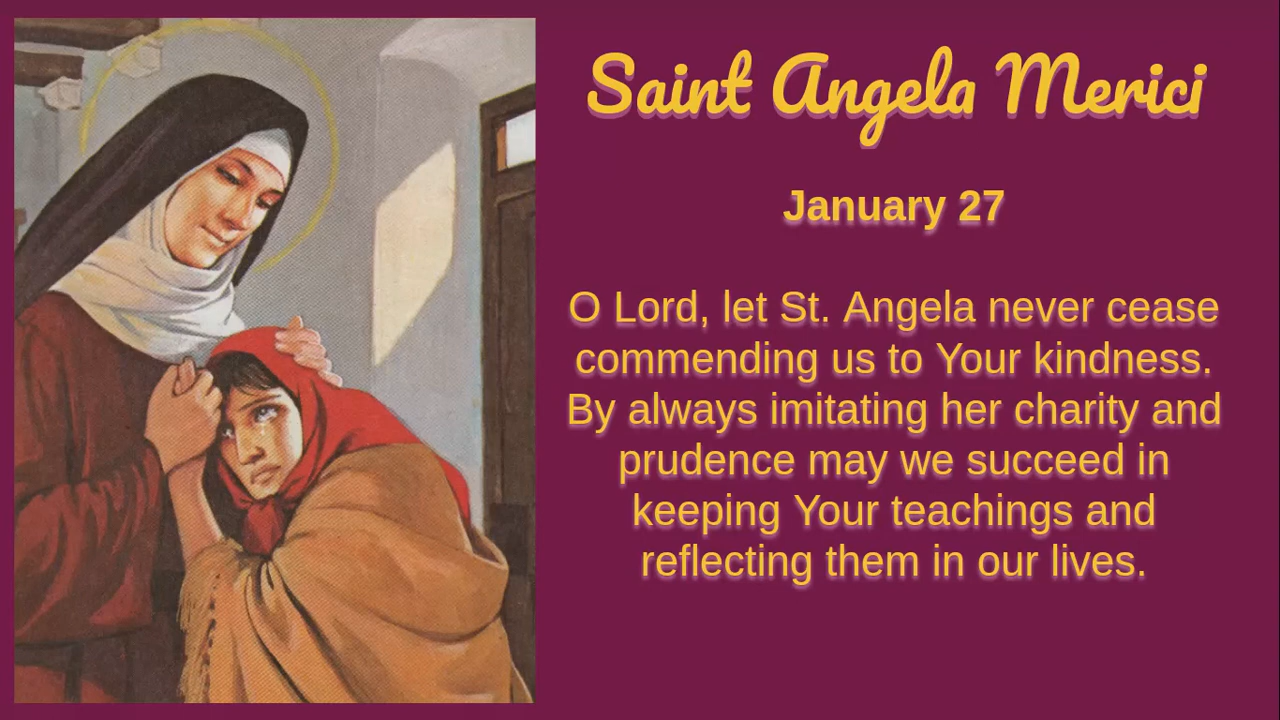 Saint Angela Merici
January 27
O Lord, let St. Angela never cease
commending us to Your kindness.
By always imitating her charity and
prudence may we succeed in
keeping Your teachings and
reflecting them in our lives.